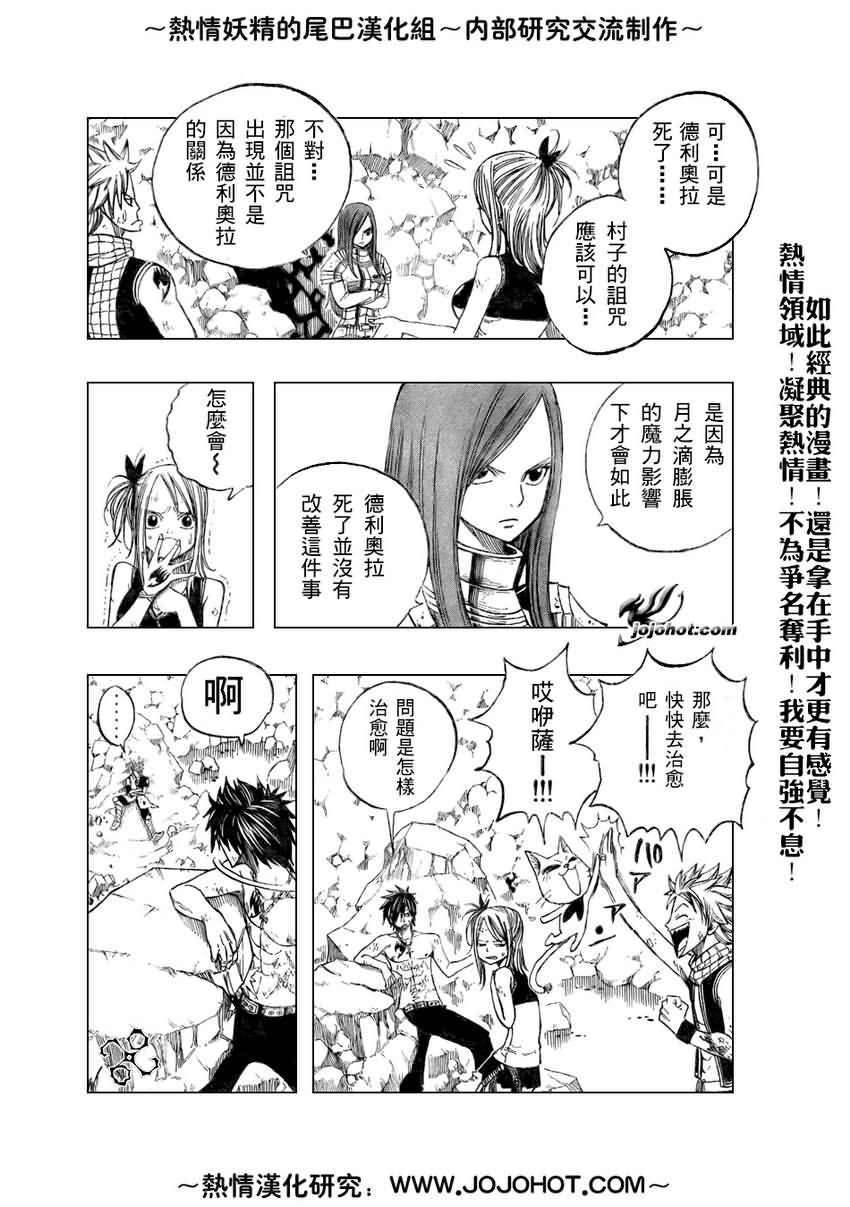 ～熱情妖精的尾巴漢化組～内部研究交流制作～
可…可是
德利奧拉
死了……
村子的詛咒
應該可以…
不對…
那個詛咒
出現並不是
因為德利奧拉
的關係
是因為
月之滴膨脹
的魔力影響
下才會如此
德利奧拉
死了並沒有
改善這件事
怎麼會～
jojohot.com
那麼，
快快去治愈
吧——!!!
哎咿薩——!!!
問題是怎樣
治愈啊
パァァ
啊
……
如此經典的漫畫！還是拿在手中才更有感覺！
熱情領域！凝聚熱情！不為爭名奪利！我要自強不息！
～熱情漢化研究：WWW.JOJOHOT.COM～